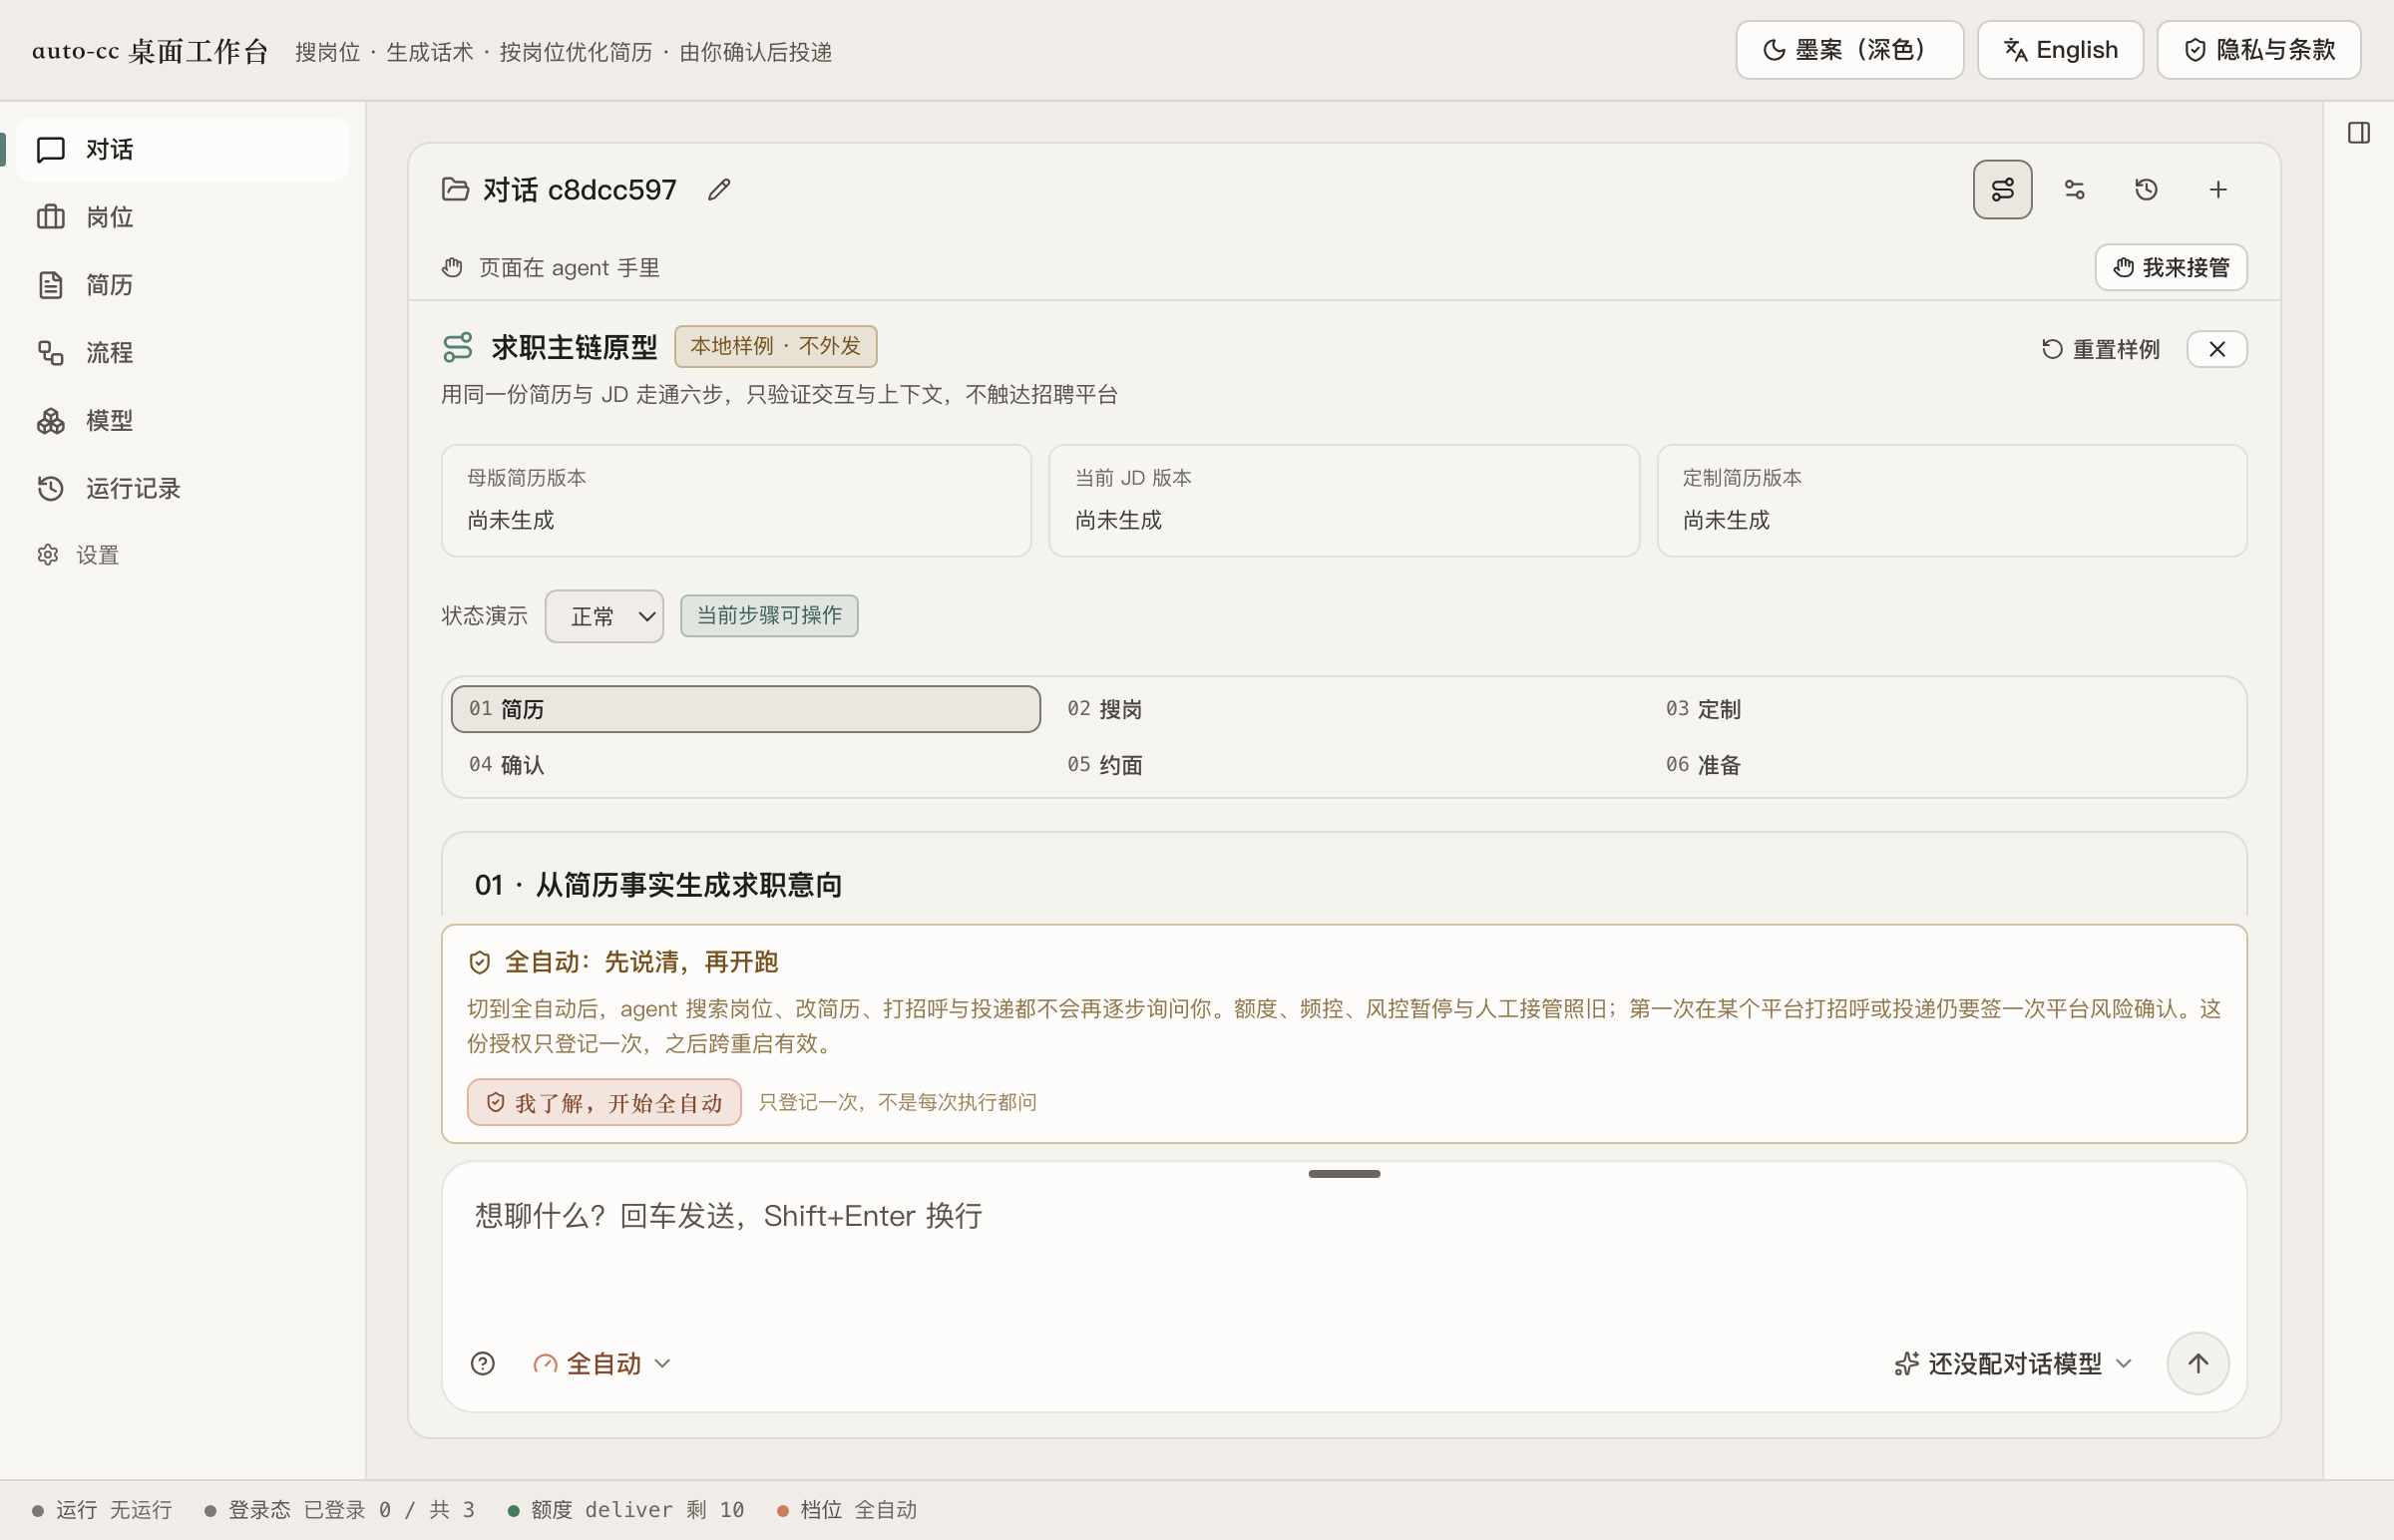 auto-cc 桌面工作台 搜岗位 · 生成话术 · 按岗位优化简历 · 由你确认后投递 墨案（深色） English 隐私与条款
对话
岗位
简历
流程
模型
运行记录
设置
对话 c8dcc597
页面在 agent 手里 我来接管
求职主链原型 本地样例 · 不外发 重置样例
用同一份简历与 JD 走通六步，只验证交互与上下文，不触达招聘平台
母版简历版本 当前 JD 版本 定制简历版本
尚未生成 尚未生成 尚未生成
状态演示 正常 当前步骤可操作
01 简历 02 搜岗 03 定制
04 确认 05 约面 06 准备
01 · 从简历事实生成求职意向
全自动：先说清，再开跑
切到全自动后，agent 搜索岗位、改简历、打招呼与投递都不会再逐步询问你。额度、频控、风控暂停与人工接管照旧；第一次在某个平台打招呼或投递仍要签一次平台风险确认。这
份授权只登记一次，之后跨重启有效。
我了解，开始全自动 只登记一次，不是每次执行都问
想聊什么？回车发送，Shift+Enter 换行
全自动 还没配对话模型
运行 无运行 登录态 已登录 0 / 共 3 额度 deliver 剩 10 档位 全自动